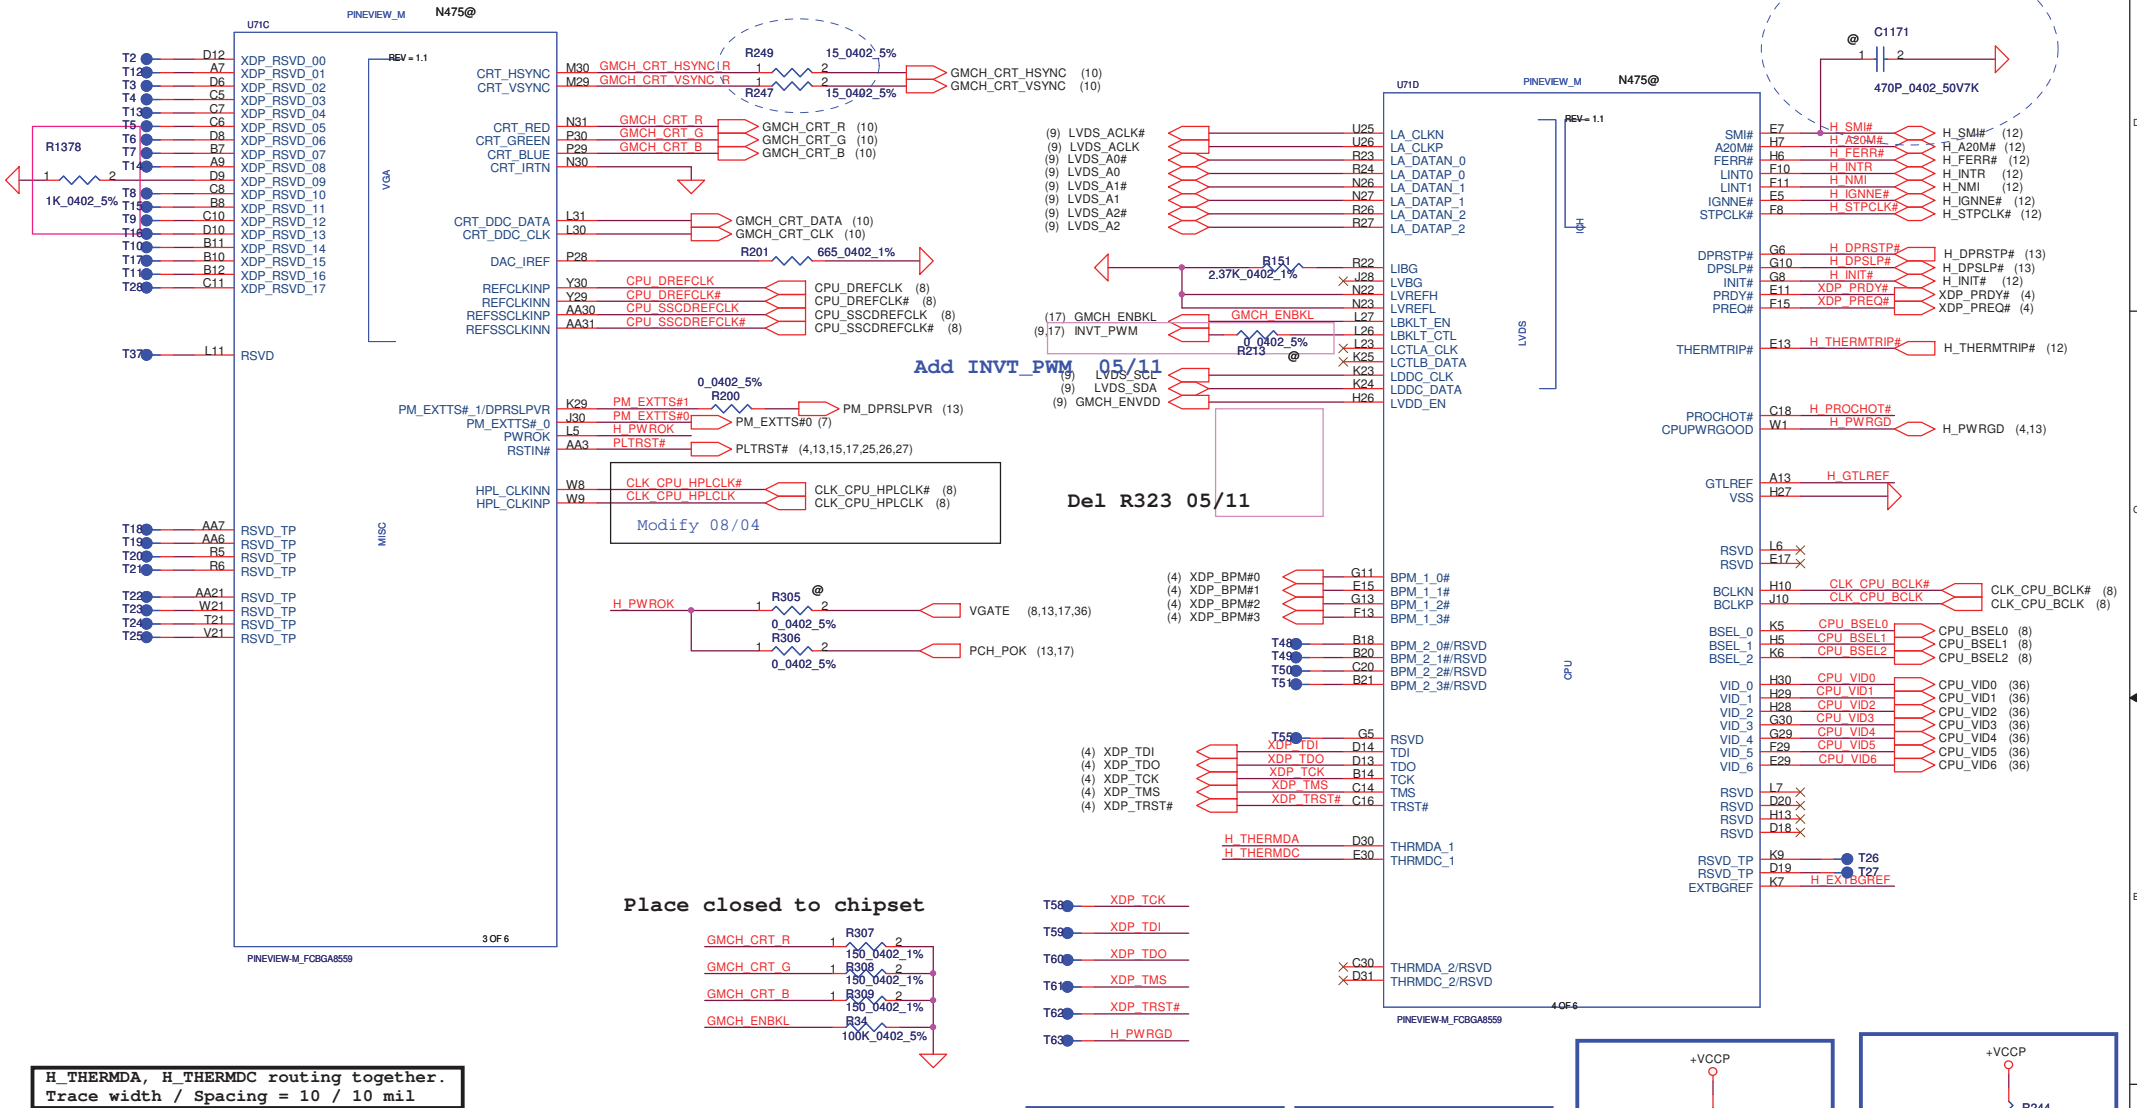 PINEVIEW_M N475@
U71C
REV = 1.1
VGA
MISC
T2 D12 XDP_RSVD_00
T12 A7 XDP_RSVD_01
T3 D6 XDP_RSVD_02
T4 C5 XDP_RSVD_03
T13 C7 XDP_RSVD_04
T5 C6 XDP_RSVD_05
T6 D8 XDP_RSVD_06
T7 B7 XDP_RSVD_07
T14 A9 XDP_RSVD_08
R1378 1 2 1K_0402_5%
D9 XDP_RSVD_09
T8 C8 XDP_RSVD_10
T15 B8 XDP_RSVD_11
T9 C10 XDP_RSVD_12
T16 D10 XDP_RSVD_13
T10 B11 XDP_RSVD_14
T17 B10 XDP_RSVD_15
T11 B12 XDP_RSVD_16
T28 C11 XDP_RSVD_17
T37 L11 RSVD
T18 AA7 RSVD_TP
T19 AA6 RSVD_TP
T20 R5 RSVD_TP
T21 R6 RSVD_TP
T22 AA21 RSVD_TP
T23 W21 RSVD_TP
T24 T21 RSVD_TP
T25 V21 RSVD_TP
CRT_HSYNC M30 GMCH_CRT_HSYNC_R R249 1 2 15_0402_5% GMCH_CRT_HSYNC (10)
CRT_VSYNC M29 GMCH_CRT_VSYNC_R R247 1 2 15_0402_5% GMCH_CRT_VSYNC (10)
CRT_RED N31 GMCH_CRT_R GMCH_CRT_R (10)
CRT_GREEN P30 GMCH_CRT_G GMCH_CRT_G (10)
CRT_BLUE P29 GMCH_CRT_B GMCH_CRT_B (10)
CRT_IRTN N30
CRT_DDC_DATA L31 GMCH_CRT_DATA (10)
CRT_DDC_CLK L30 GMCH_CRT_CLK (10)
DAC_IREF P28 R201 665_0402_1%
REFCLKINP Y30 CPU_DREFCLK CPU_DREFCLK (8)
REFCLKINN Y29 CPU_DREFCLK# CPU_DREFCLK# (8)
REFSSCLKINP AA30 CPU_SSCDREFCLK CPU_SSCDREFCLK (8)
REFSSCLKINN AA31 CPU_SSCDREFCLK# CPU_SSCDREFCLK# (8)
PM_EXTTS#_1/DPRSLPVR K29 PM_EXTTS#1 0_0402_5% R200 PM_DPRSLPVR (13)
PM_EXTTS#_0 J30 PM_EXTTS#0 PM_EXTTS#0 (7)
PWROK L5 H_PWROK
RSTIN# AA3 PLTRST# PLTRST# (4,13,15,17,25,26,27)
HPL_CLKINN W8 CLK_CPU_HPLCLK# CLK_CPU_HPLCLK# (8)
HPL_CLKINP W9 CLK_CPU_HPLCLK CLK_CPU_HPLCLK (8)
Modify 08/04
3 OF 6
PINEVIEW-M_FCBGA8559
H_PWROK R305 @ 1 2 0_0402_5% VGATE (8,13,17,36)
R306 1 2 0_0402_5% PCH_POK (13,17)
Place closed to chipset
GMCH_CRT_R 1 R307 2 150_0402_1%
GMCH_CRT_G 1 R308 2 150_0402_1%
GMCH_CRT_B 1 R309 2 150_0402_1%
GMCH_ENBKL R34 100K_0402_5%
H_THERMDA, H_THERMDC routing together.
Trace width / Spacing = 10 / 10 mil
Add INVT_PWM 05/11
Del R323 05/11
U71D PINEVIEW_M N475@
REV = 1.1
ICH
LVDS
CPU
(9) LVDS_ACLK# U25 LA_CLKN
(9) LVDS_ACLK U26 LA_CLKP
(9) LVDS_A0# R23 LA_DATAN_0
(9) LVDS_A0 R24 LA_DATAP_0
(9) LVDS_A1# N26 LA_DATAN_1
(9) LVDS_A1 N27 LA_DATAP_1
(9) LVDS_A2# R26 LA_DATAN_2
(9) LVDS_A2 R27 LA_DATAP_2
R151 2.37K_0402_1% R22 LIBG
J28 LVBG
N22 LVREFH
N23 LVREFL
(17) GMCH_ENBKL GMCH_ENBKL L27 LBKLT_EN
(9,17) INVT_PWM 0_0402_5% R213 @ L26 LBKLT_CTL
L23 LCTLA_CLK
K25 LCTLB_DATA
(9) LVDS_SCL K23 LDDC_CLK
(9) LVDS_SDA K24 LDDC_DATA
(9) GMCH_ENVDD H26 LVDD_EN
(4) XDP_BPM#0 G11 BPM_1_0#
(4) XDP_BPM#1 E15 BPM_1_1#
(4) XDP_BPM#2 G13 BPM_1_2#
(4) XDP_BPM#3 F13 BPM_1_3#
T48 B18 BPM_2_0#/RSVD
T49 B20 BPM_2_1#/RSVD
T50 C20 BPM_2_2#/RSVD
T51 B21 BPM_2_3#/RSVD
T55 G5 RSVD
(4) XDP_TDI XDP_TDI D14 TDI
(4) XDP_TDO XDP_TDO D13 TDO
(4) XDP_TCK XDP_TCK B14 TCK
(4) XDP_TMS XDP_TMS C14 TMS
(4) XDP_TRST# XDP_TRST# C16 TRST#
H_THERMDA D30 THRMDA_1
H_THERMDC E30 THRMDC_1
C30 THRMDA_2/RSVD
D31 THRMDC_2/RSVD
T58 XDP_TCK
T59 XDP_TDI
T60 XDP_TDO
T61 XDP_TMS
T62 XDP_TRST#
T63 H_PWRGD
4 OF 6
PINEVIEW-M_FCBGA8559
@ C1171 1 2 470P_0402_50V7K
SMI# E7 H_SMI# H_SMI# (12)
A20M# H7 H_A20M# H_A20M# (12)
FERR# H6 H_FERR# H_FERR# (12)
LINT0 F10 H_INTR H_INTR (12)
LINT1 F11 H_NMI H_NMI (12)
IGNNE# E5 H_IGNNE# H_IGNNE# (12)
STPCLK# F8 H_STPCLK# H_STPCLK# (12)
DPRSTP# G6 H_DPRSTP# H_DPRSTP# (13)
DPSLP# G10 H_DPSLP# H_DPSLP# (13)
INIT# G8 H_INIT# H_INIT# (12)
PRDY# E11 XDP_PRDY# XDP_PRDY# (4)
PREQ# F15 XDP_PREQ# XDP_PREQ# (4)
THERMTRIP# E13 H_THERMTRIP# H_THERMTRIP# (12)
PROCHOT# C18 H_PROCHOT#
CPUPWRGOOD W1 H_PWRGD H_PWRGD (4,13)
GTLREF A13 H_GTLREF
VSS H27
RSVD L6
RSVD E17
BCLKN H10 CLK_CPU_BCLK# CLK_CPU_BCLK# (8)
BCLKP J10 CLK_CPU_BCLK CLK_CPU_BCLK (8)
BSEL_0 K5 CPU_BSEL0 CPU_BSEL0 (8)
BSEL_1 H5 CPU_BSEL1 CPU_BSEL1 (8)
BSEL_2 K6 CPU_BSEL2 CPU_BSEL2 (8)
VID_0 H30 CPU_VID0 CPU_VID0 (36)
VID_1 H29 CPU_VID1 CPU_VID1 (36)
VID_2 H28 CPU_VID2 CPU_VID2 (36)
VID_3 G30 CPU_VID3 CPU_VID3 (36)
VID_4 G29 CPU_VID4 CPU_VID4 (36)
VID_5 F29 CPU_VID5 CPU_VID5 (36)
VID_6 E29 CPU_VID6 CPU_VID6 (36)
RSVD L7
RSVD D20
RSVD H13
RSVD D18
RSVD_TP K9 T26
RSVD_TP D19 T27
EXTBGREF K7 H_EXTBGREF
+VCCP
+VCCP
R244